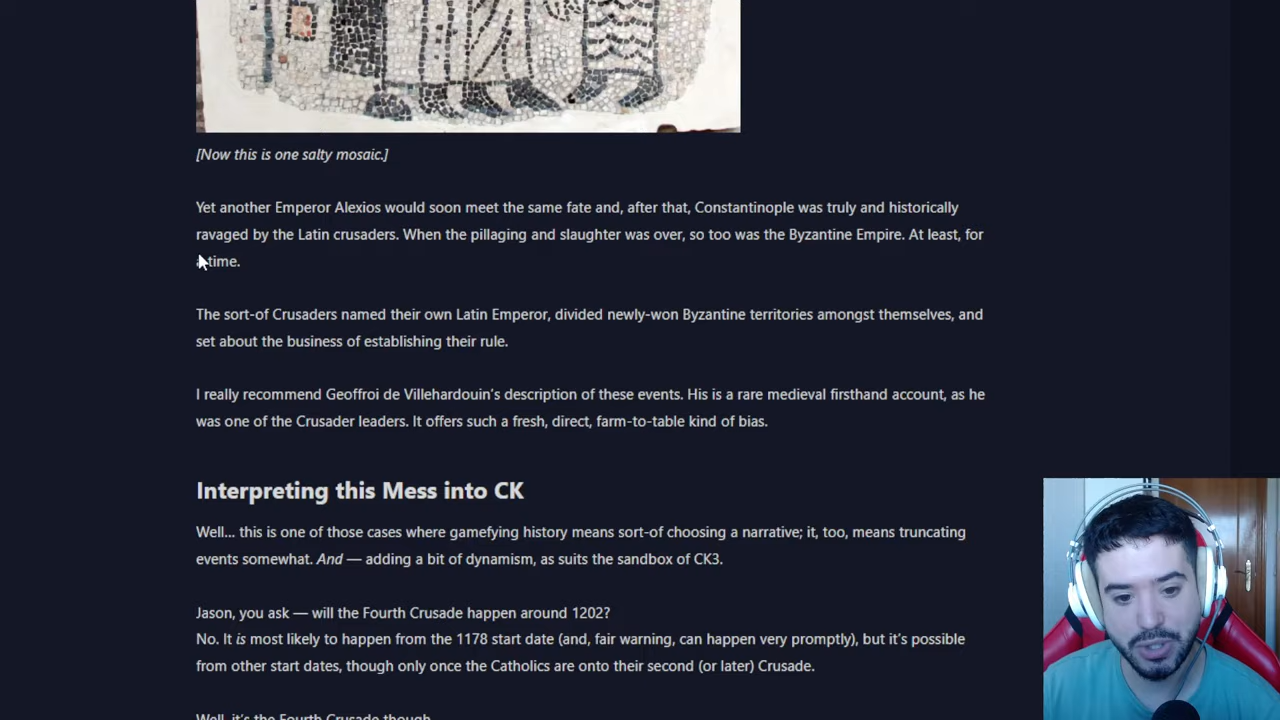 [Now this is one salty mosaic.]
Yet another Emperor Alexios would soon meet the same fate and, after that, Constantinople was truly and historically
ravaged by the Latin crusaders. When the pillaging and slaughter was over, so too was the Byzantine Empire. At least, for
a time.
The sort-of Crusaders named their own Latin Emperor, divided newly-won Byzantine territories amongst themselves, and
set about the business of establishing their rule.
I really recommend Geoffroi de Villehardouin's description of these events. His is a rare medieval firsthand account, as he
was one of the Crusader leaders. It offers such a fresh, direct, farm-to-table kind of bias.
Interpreting this Mess into CK
Well... this is one of those cases where gamefying history means sort-of choosing a narrative; it, too, means truncating
events somewhat. And — adding a bit of dynamism, as suits the sandbox of CK3.
Jason, you ask — will the Fourth Crusade happen around 1202?
No. It is most likely to happen from the 1178 start date (and, fair warning, can happen very promptly), but it's possible
from other start dates, though only once the Catholics are onto their second (or later) Crusade.
Well, it's the Fourth Crusade though